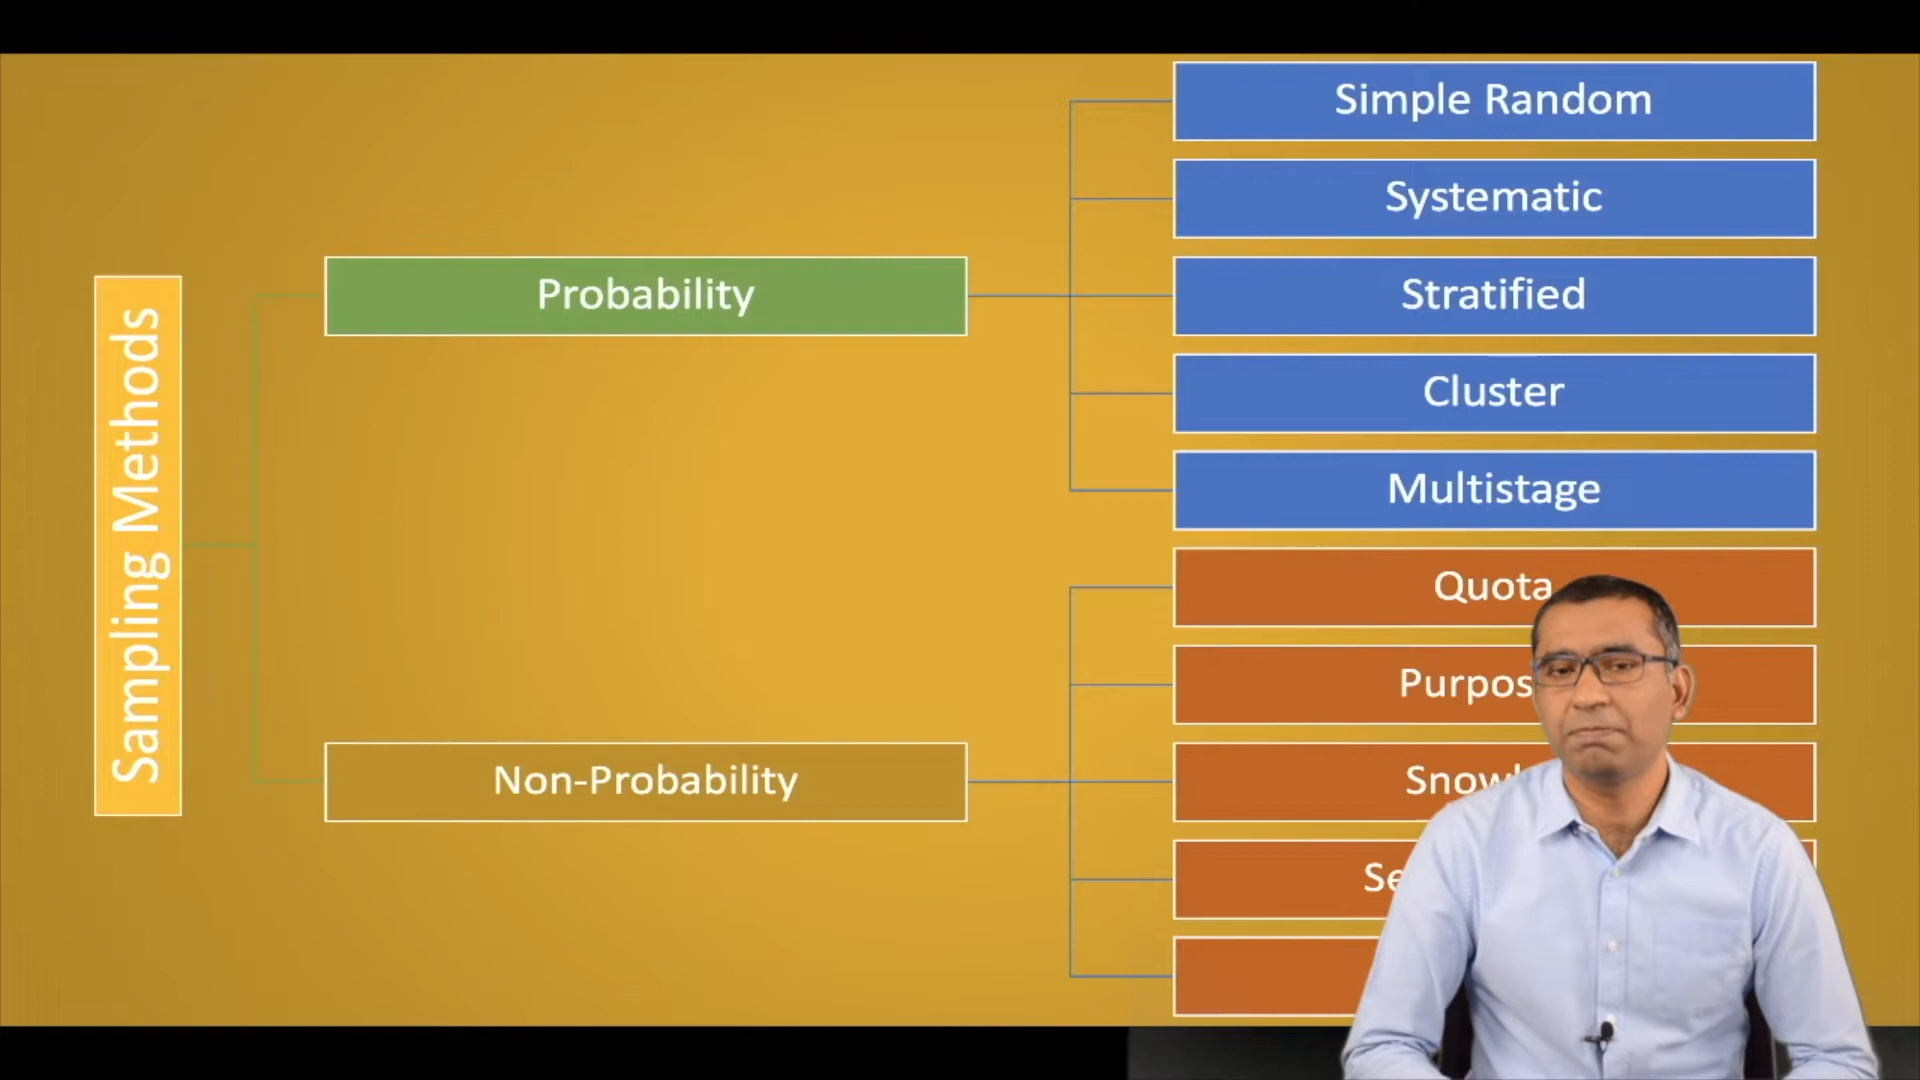 Sampling Methods
Probability
Non-Probability
Simple Random
Systematic
Stratified
Cluster
Multistage
Quota